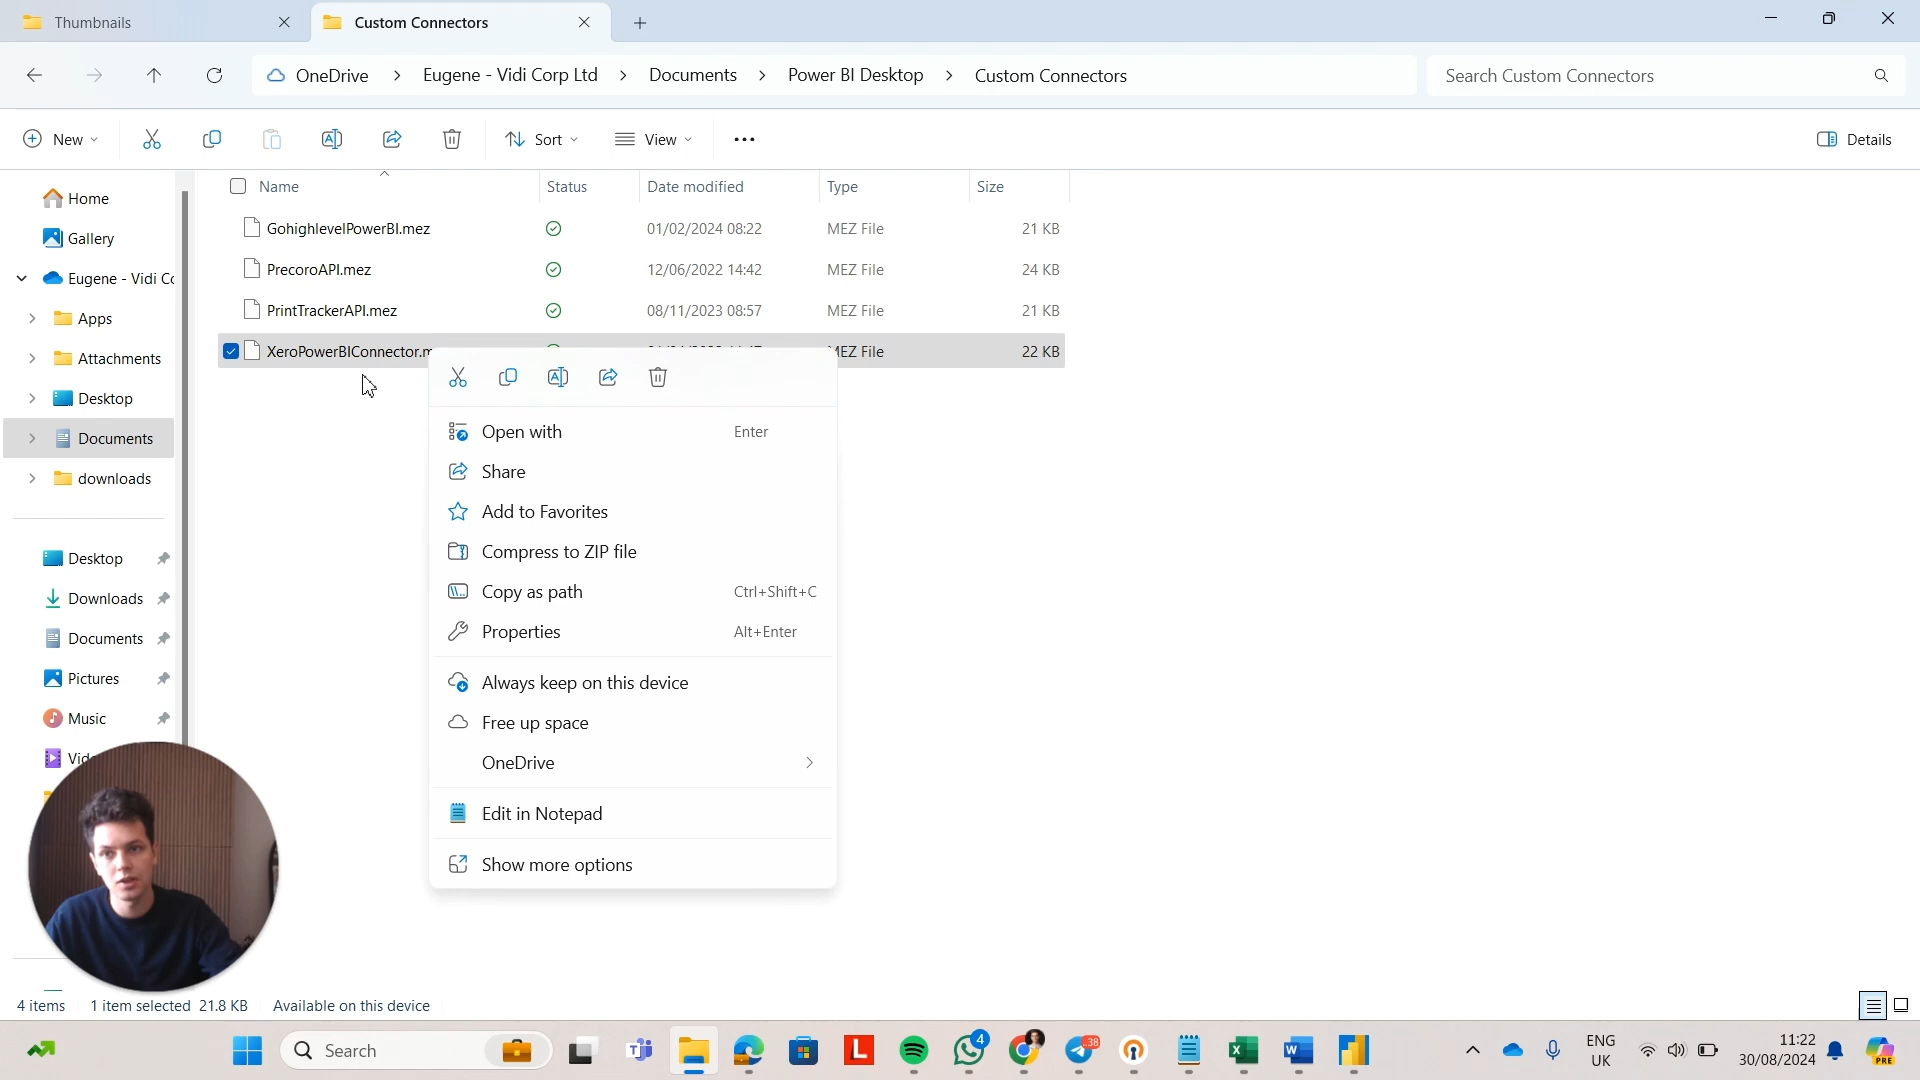 Thumbnails
Custom Connectors
OneDrive > Eugene - Vidi Corp Ltd > Documents > Power BI Desktop > Custom Connectors
Search Custom Connectors
New
Sort
View
Details
Name Status Date modified Type Size
GohighlevelPowerBI.mez 01/02/2024 08:22 MEZ File 21 KB
PrecoroAPI.mez 12/06/2022 14:42 MEZ File 24 KB
PrintTrackerAPI.mez 08/11/2023 08:57 MEZ File 21 KB
XeroPowerBIConnector.m MEZ File 22 KB
Home
Gallery
Eugene - Vidi Co
Apps
Attachments
Desktop
Documents
downloads
Desktop
Downloads
Documents
Pictures
Music
Vide
Open with Enter
Share
Add to Favorites
Compress to ZIP file
Copy as path Ctrl+Shift+C
Properties Alt+Enter
Always keep on this device
Free up space
OneDrive
Edit in Notepad
Show more options
4 items 1 item selected 21.8 KB Available on this device
Search
L
4
38
ENG
UK
11:22
30/08/2024
PRE